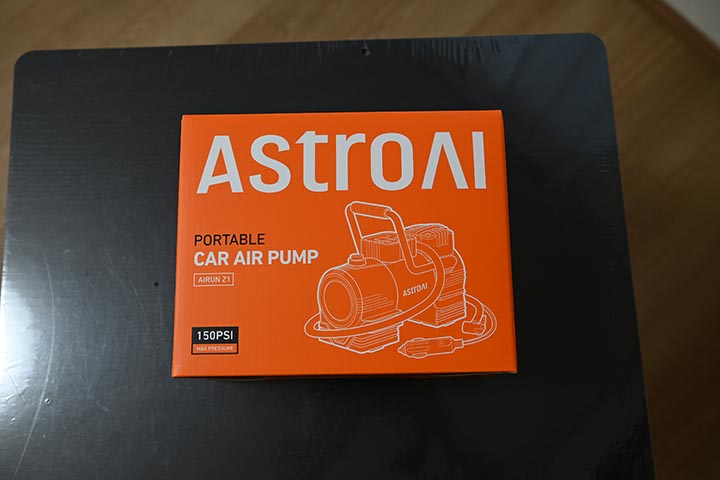 AstroAI
PORTABLE
CAR AIR PUMP
AIRUN Z1
ASTROAI
150PSI
MAX PRESSURE